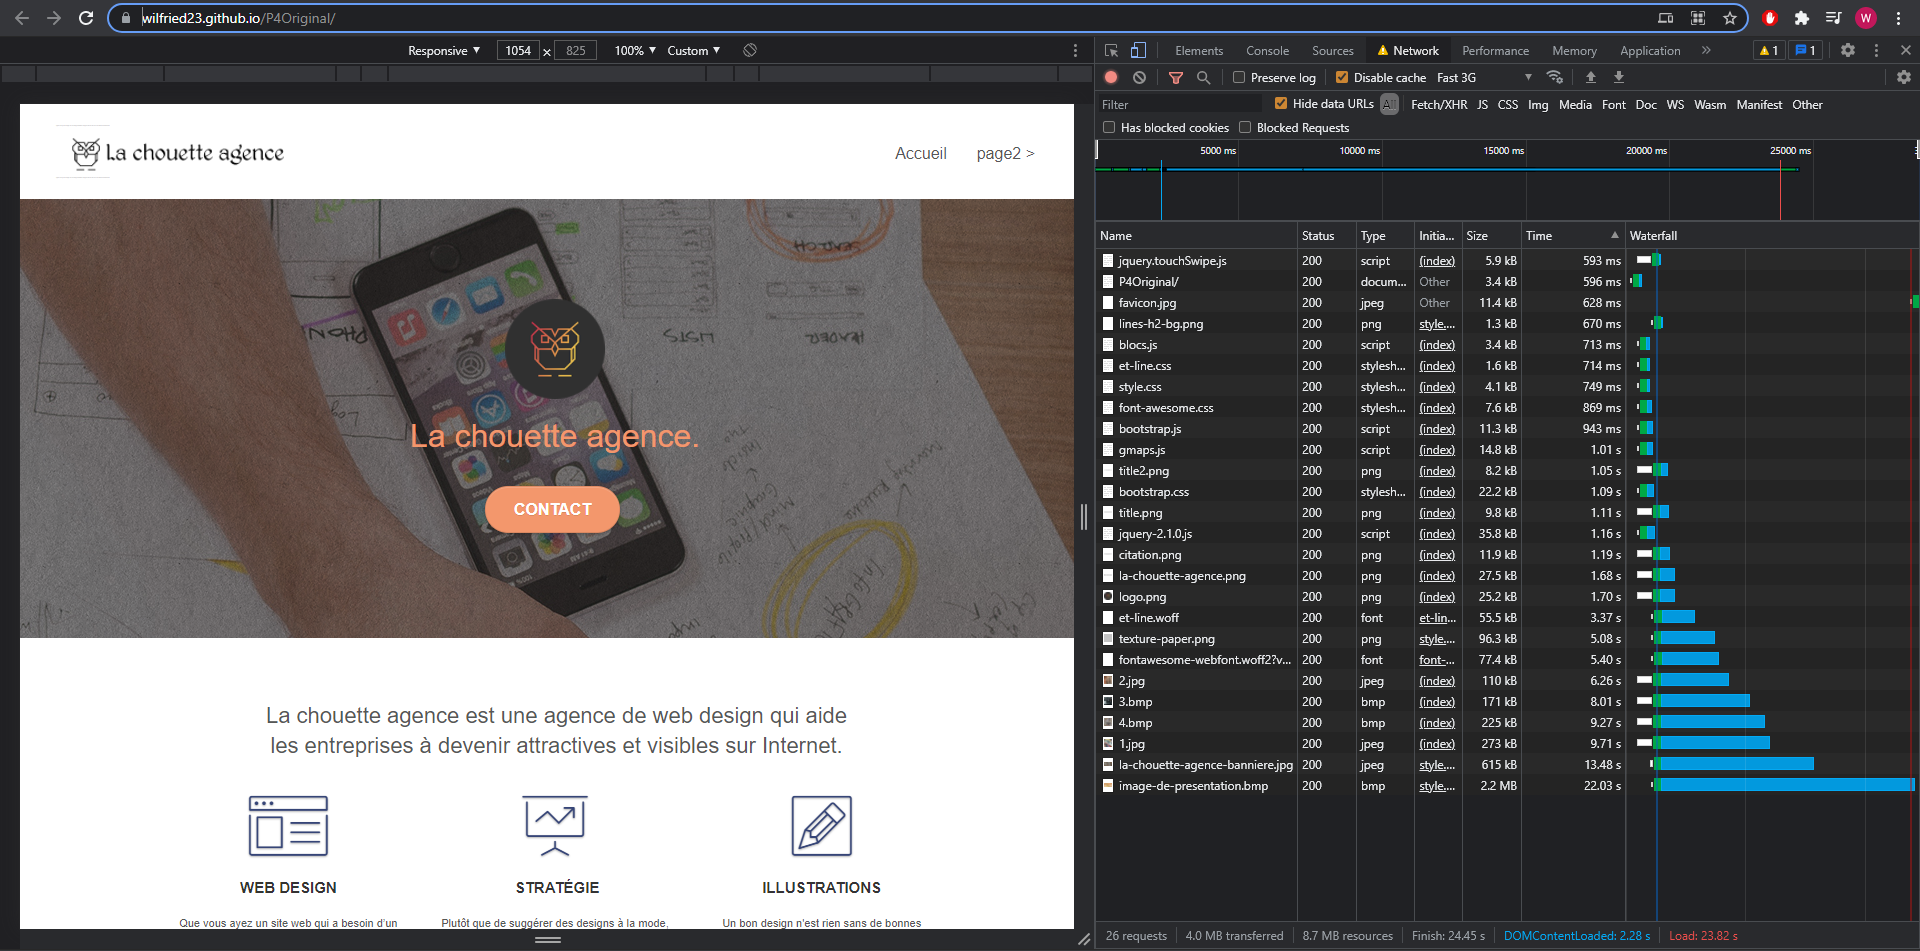 wilfried23.github.io/P4Original/
W
Responsive ▼ 1054 × 825 100% ▼ Custom ▼
Elements Console Sources Network Performance Memory Application » 1 1
Preserve log Disable cache Fast 3G
Filter Hide data URLs All Fetch/XHR JS CSS Img Media Font Doc WS Wasm Manifest Other
Has blocked cookies Blocked Requests
5000 ms 10000 ms 15000 ms 20000 ms 25000 ms
La chouette agence
Accueil page2 >
SEARCH
PHON
LISTS
HEADER
La chouette agence.
CONTACT
La chouette agence est une agence de web design qui aide
les entreprises à devenir attractives et visibles sur Internet.
WEB DESIGN STRATÉGIE ILLUSTRATIONS
Que vous ayez un site web qui a besoin d'un Plutôt que de suggérer des designs à la mode, Un bon design n'est rien sans de bonnes
Name Status Type Initia... Size Time Waterfall
jquery.touchSwipe.js 200 script (index) 5.9 kB 593 ms
P4Original/ 200 docum... Other 3.4 kB 596 ms
favicon.jpg 200 jpeg Other 11.4 kB 628 ms
lines-h2-bg.png 200 png style.... 1.3 kB 670 ms
blocs.js 200 script (index) 3.4 kB 713 ms
et-line.css 200 stylesh... (index) 1.6 kB 714 ms
style.css 200 stylesh... (index) 4.1 kB 749 ms
font-awesome.css 200 stylesh... (index) 7.6 kB 869 ms
bootstrap.js 200 script (index) 11.3 kB 943 ms
gmaps.js 200 script (index) 14.8 kB 1.01 s
title2.png 200 png (index) 8.2 kB 1.05 s
bootstrap.css 200 stylesh... (index) 22.2 kB 1.09 s
title.png 200 png (index) 9.8 kB 1.11 s
jquery-2.1.0.js 200 script (index) 35.8 kB 1.16 s
citation.png 200 png (index) 11.9 kB 1.19 s
la-chouette-agence.png 200 png (index) 27.5 kB 1.68 s
logo.png 200 png (index) 25.2 kB 1.70 s
et-line.woff 200 font et-lin... 55.5 kB 3.37 s
texture-paper.png 200 png style.... 96.3 kB 5.08 s
fontawesome-webfont.woff2?v... 200 font font-... 77.4 kB 5.40 s
2.jpg 200 jpeg (index) 110 kB 6.26 s
3.bmp 200 bmp (index) 171 kB 8.01 s
4.bmp 200 bmp (index) 225 kB 9.27 s
1.jpg 200 jpeg (index) 273 kB 9.71 s
la-chouette-agence-banniere.jpg 200 jpeg style.... 615 kB 13.48 s
image-de-presentation.bmp 200 bmp style.... 2.2 MB 22.03 s
26 requests 4.0 MB transferred 8.7 MB resources Finish: 24.45 s DOMContentLoaded: 2.28 s Load: 23.82 s